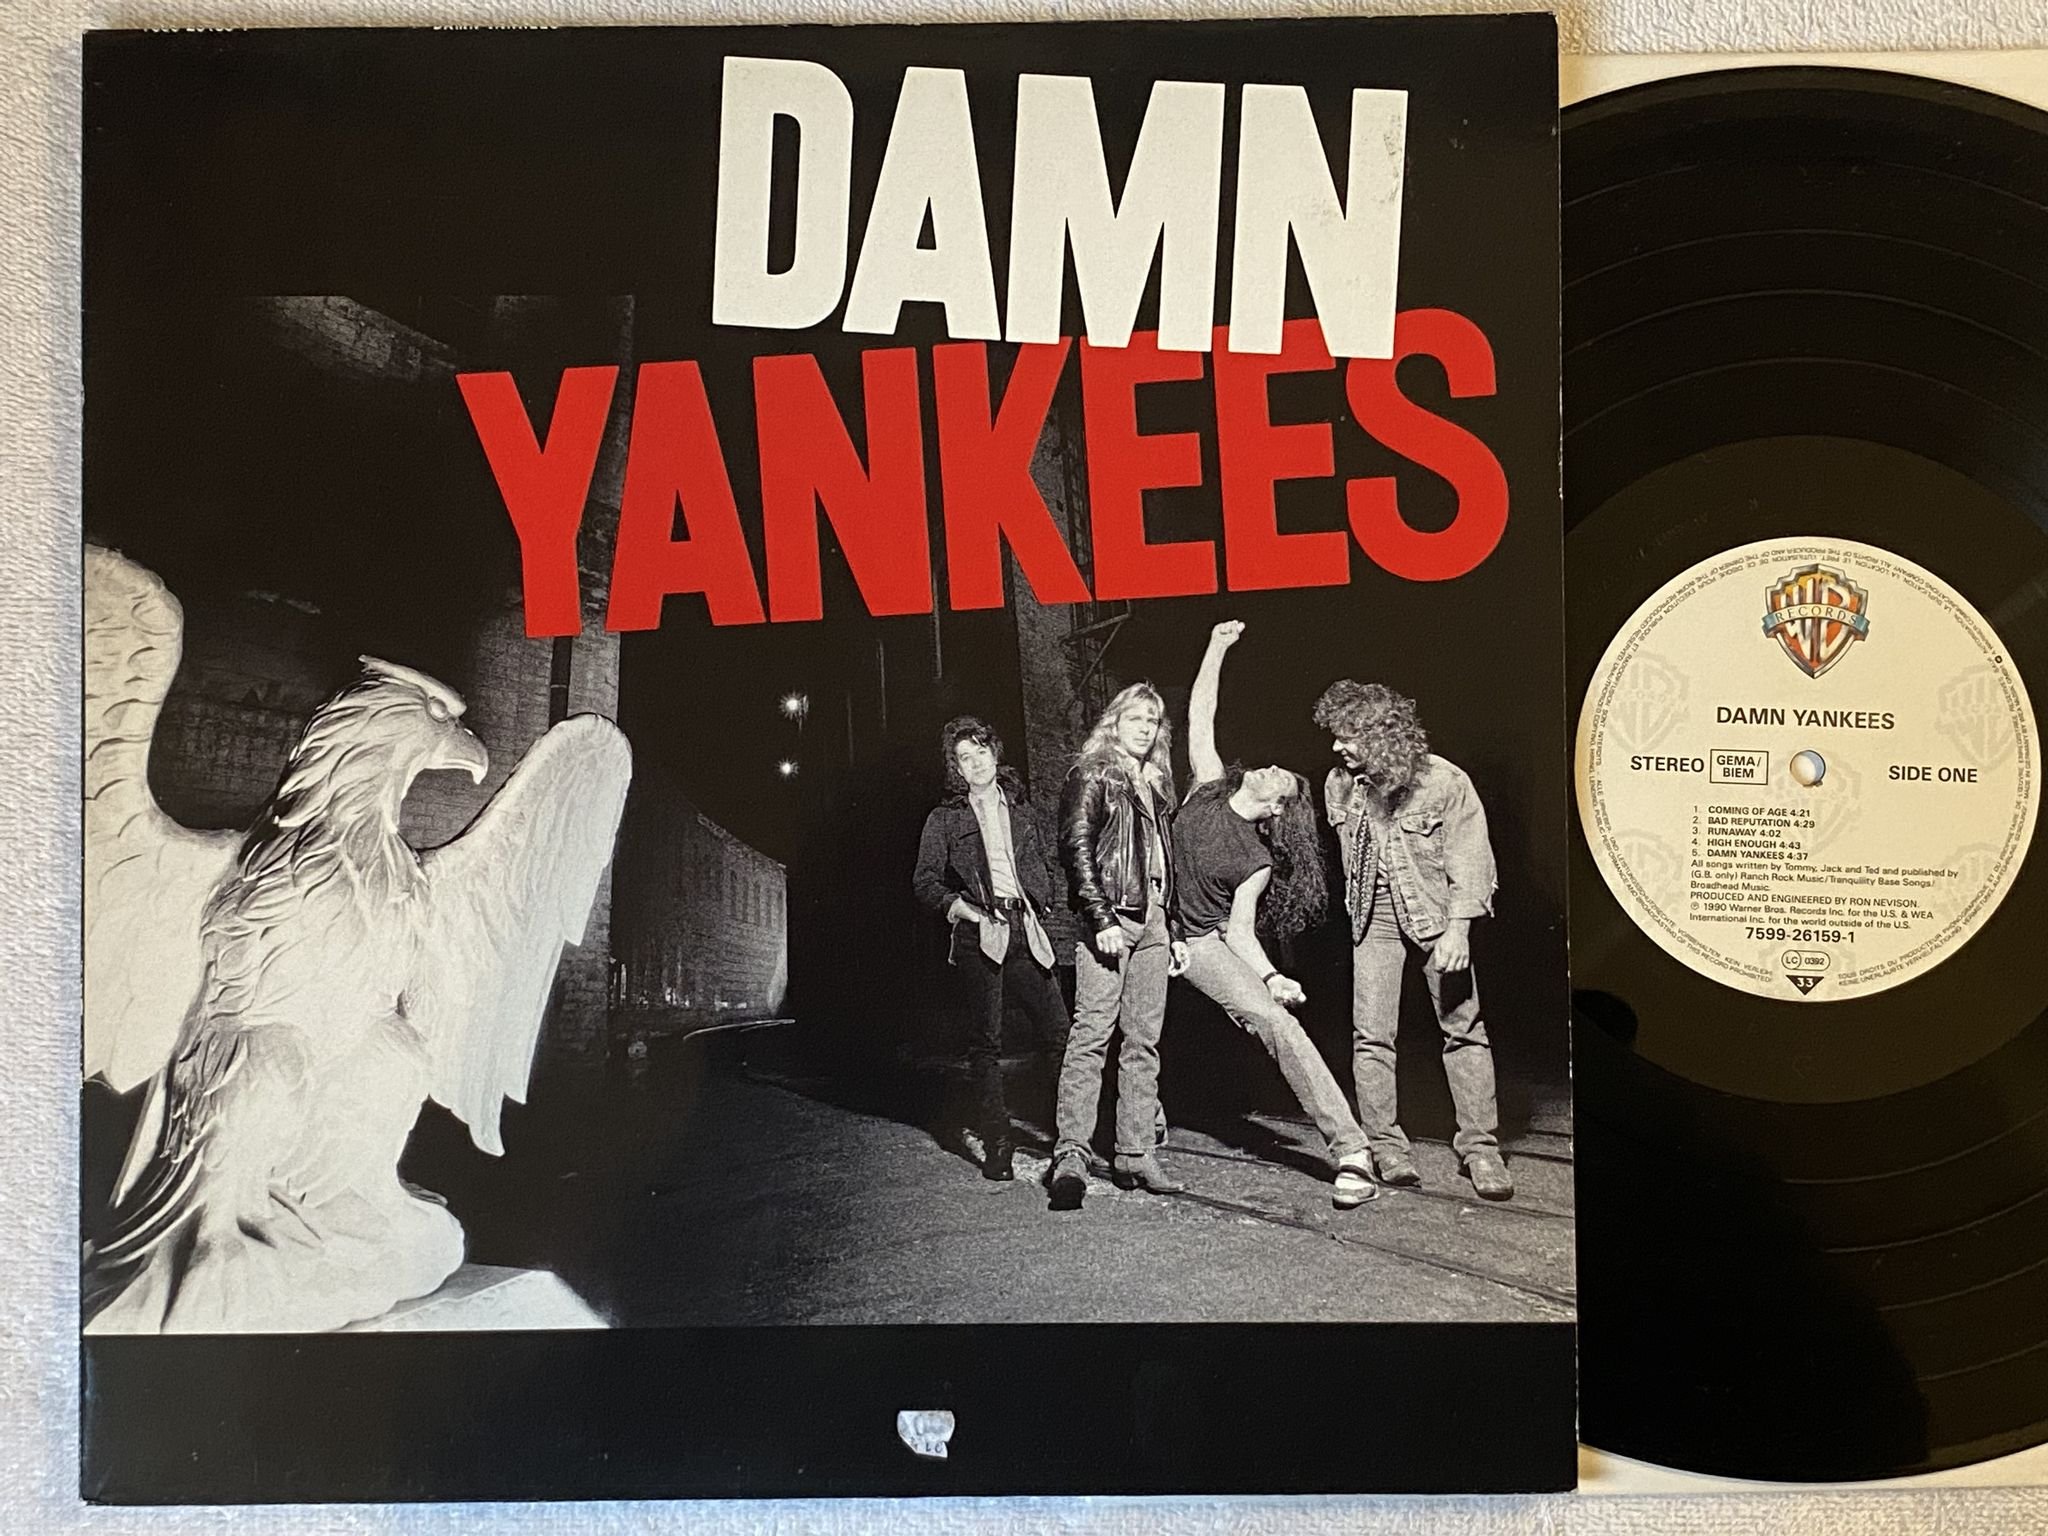 DAMN YANKEES
DAMN
YANKEES
RECORDS
DAMN YANKEES
STEREO
GEMA/
BIEM
SIDE ONE
1. COMING OF AGE 4:21
2. BAD REPUTATION 4:29
3. RUNAWAY 4:02
4. HIGH ENOUGH 4:43
5. DAMN YANKEES 4:37
All songs written by Tommy, Jack and Ted and published by
(G.B. only) Ranch Rock Music/Tranquility Base Songs/
Broadhead Music.
PRODUCED AND ENGINEERED BY RON NEVISON.
℗ 1990 Warner Bros. Records Inc. for the U.S. & WEA
International Inc. for the world outside of the U.S.
7599-26159-1
LC 0392
33